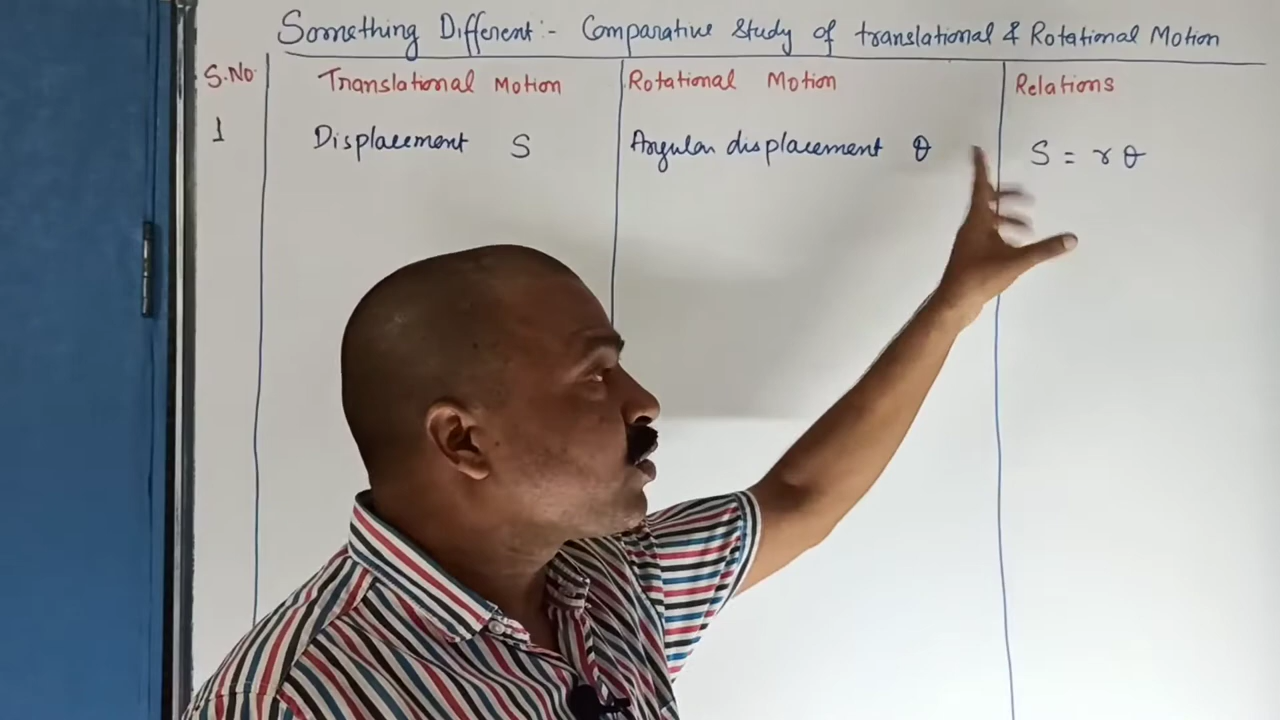 Something Different:- Comparative Study of translational & Rotational Motion
S.No. Translational Motion Rotational Motion Relations
1 Displacement S Angular displacement θ S = r θ